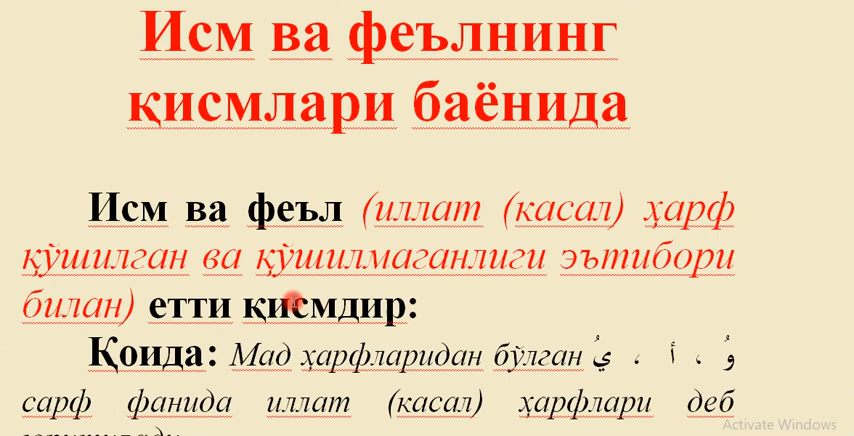 Исм ва феълнинг
қисмлари баёнида
Исм ва феъл (иллат (касал) ҳарф
қўшилган ва қўшилмаганлиги эътибори
билан) етти қисмдир:
Қоида: Мад ҳарфларидан бўлган وُ ، أ ، يُ
сарф фанида иллат (касал) ҳарфлари деб
Activate Windows